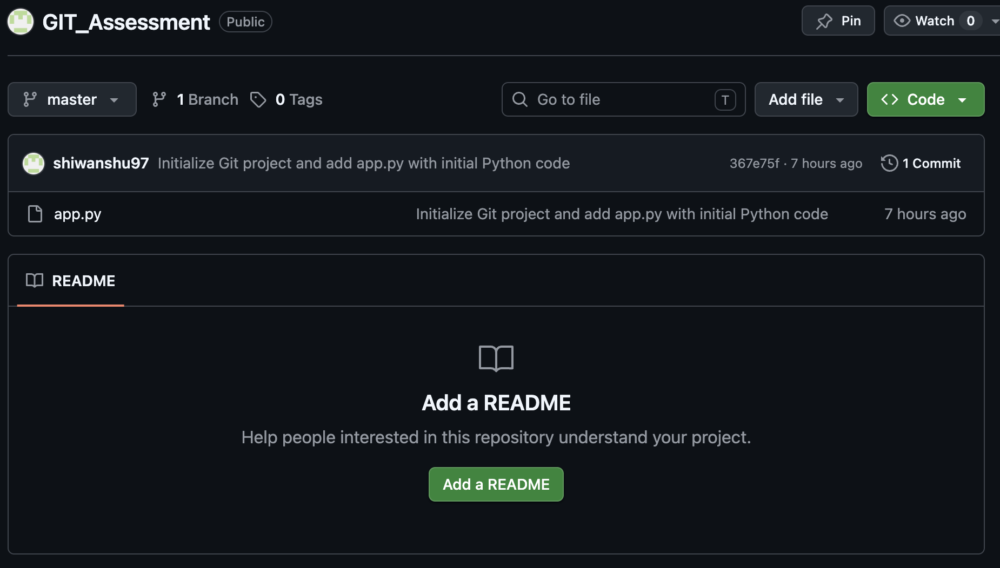 GIT_Assessment Public Pin Watch 0
master 1 Branch 0 Tags Go to file T Add file Code
shiwanshu97 Initialize Git project and add app.py with initial Python code 367e75f · 7 hours ago 1 Commit
app.py Initialize Git project and add app.py with initial Python code 7 hours ago
README
Add a README
Help people interested in this repository understand your project.
Add a README